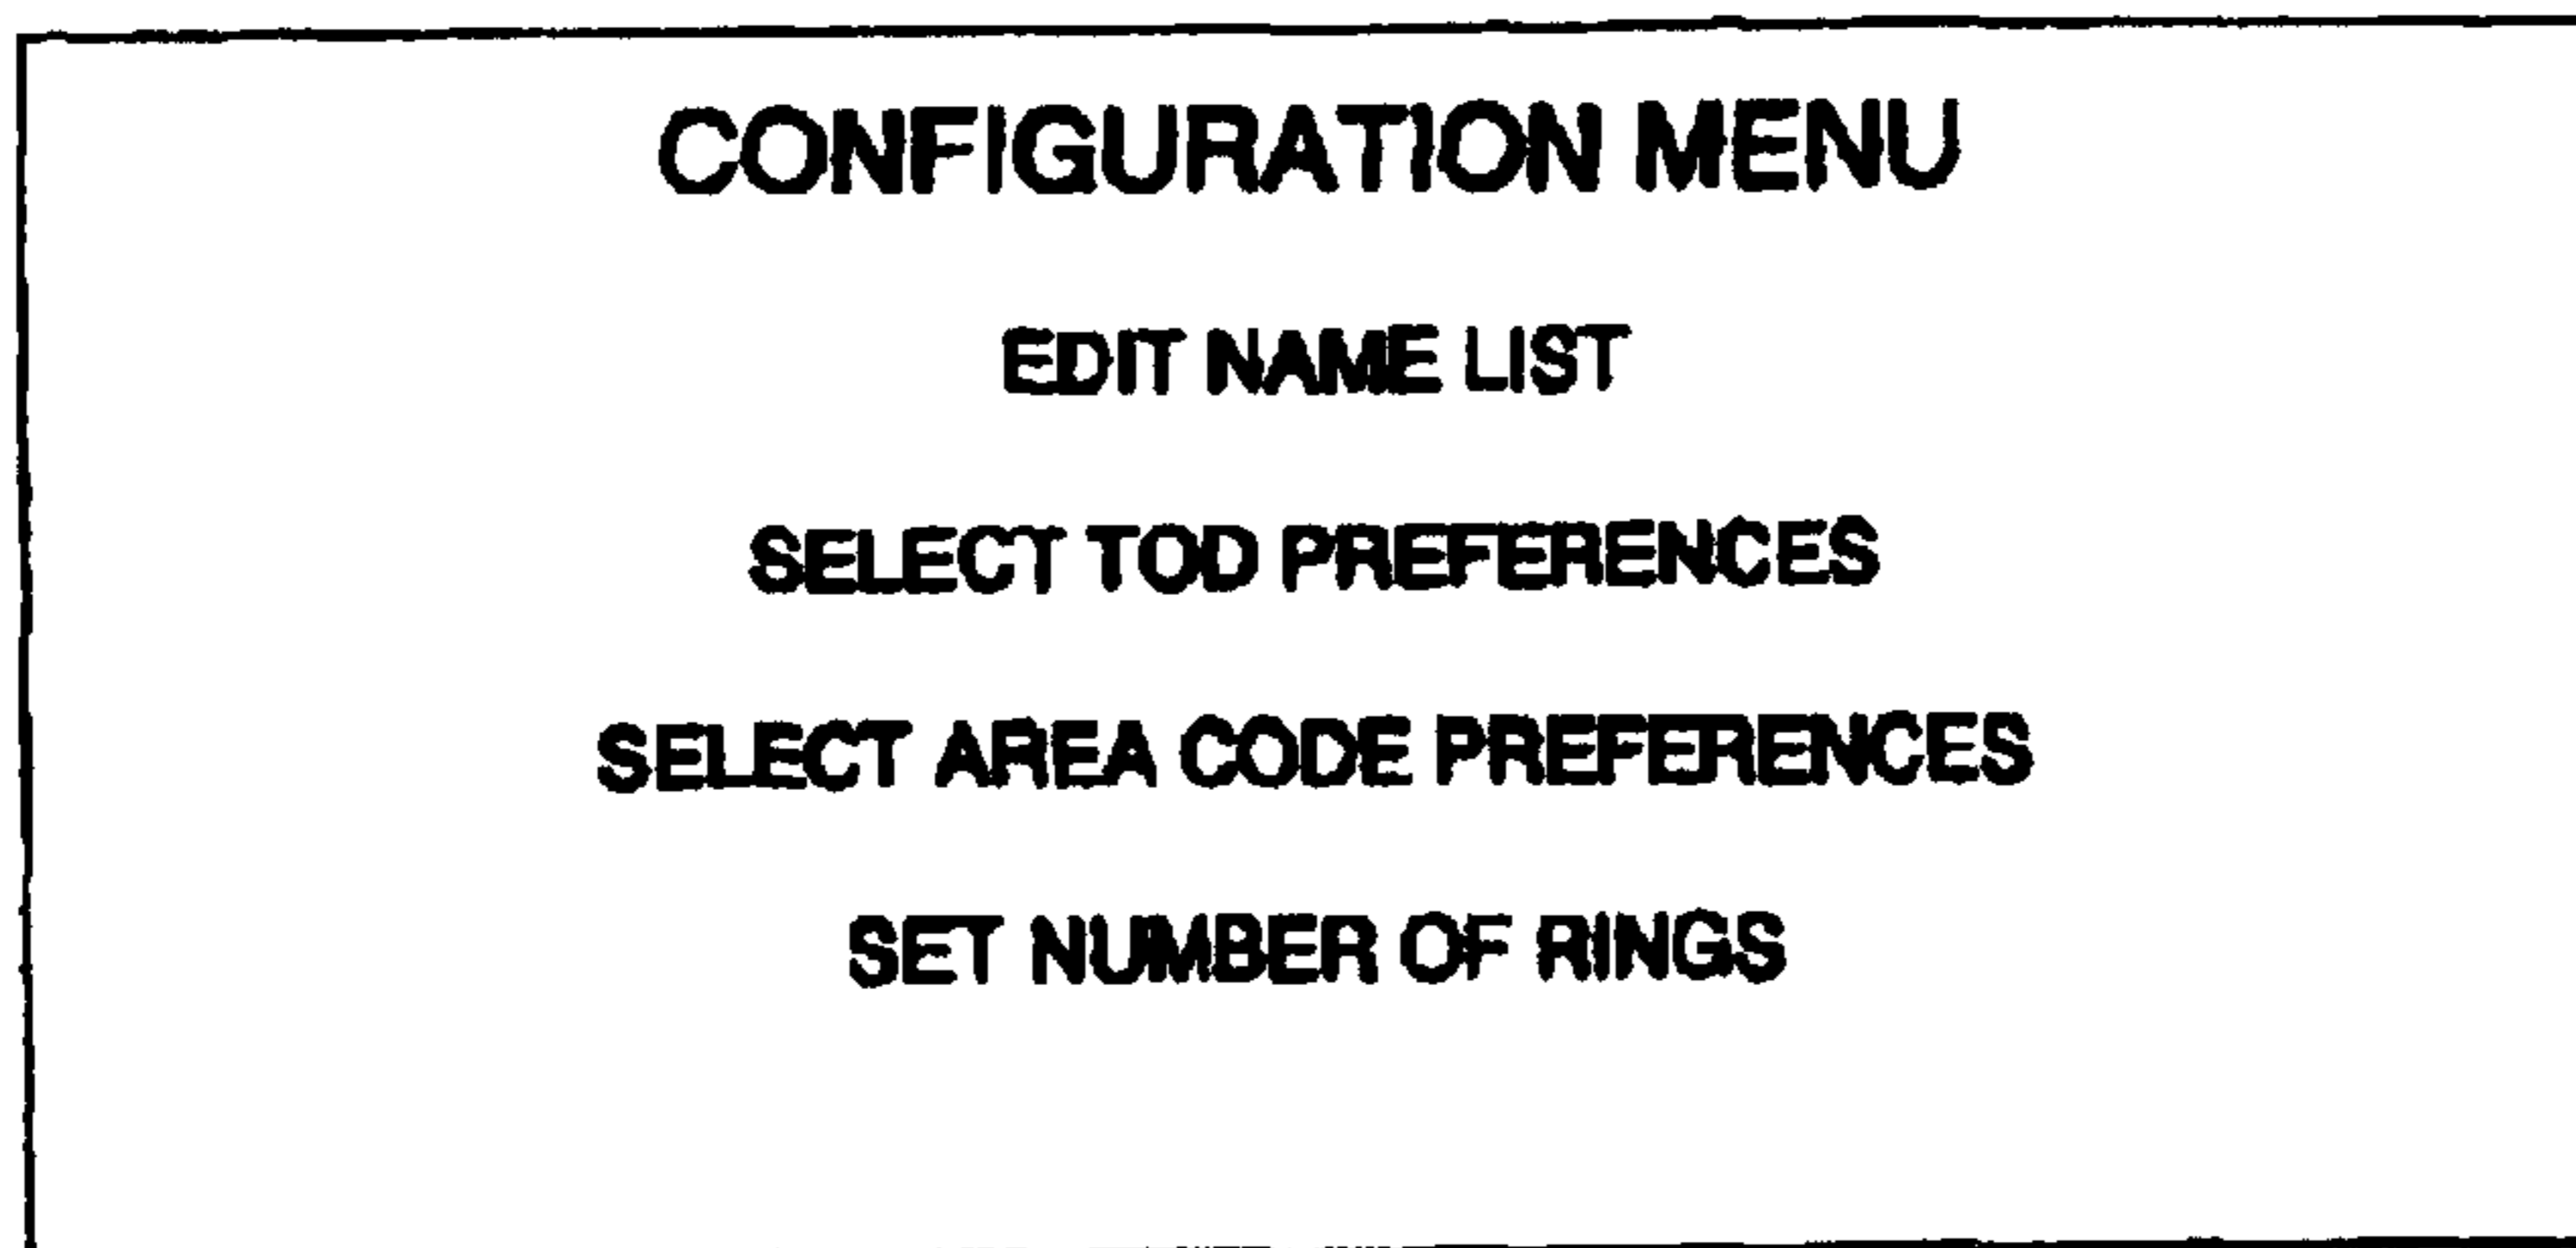 CONFIGURATION MENU
EDIT NAME LIST
SELECT TOD PREFERENCES
SELECT AREA CODE PREFERENCES
SET NUMBER OF RINGS